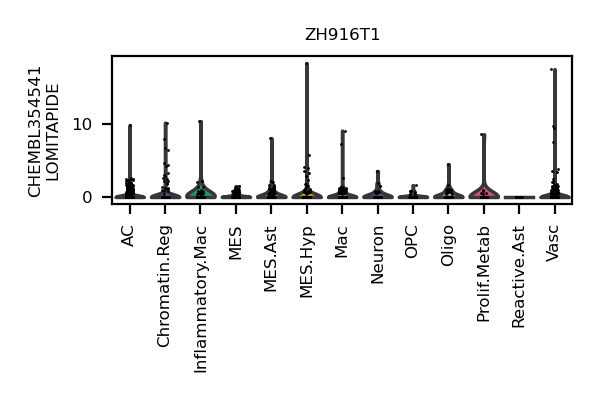 ZH916T1
CHEMBL354541
LOMITAPIDE
10
0
AC
Chromatin.Reg
Inflammatory.Mac
MES
MES.Ast
MES.Hyp
Mac
Neuron
OPC
Oligo
Prolif.Metab
Reactive.Ast
Vasc